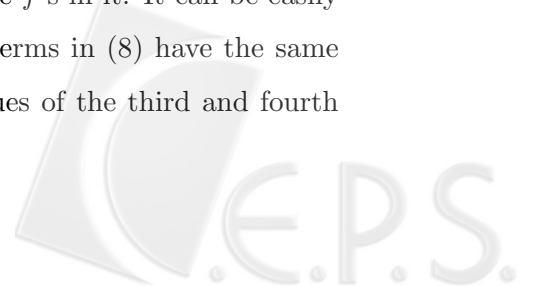 s in it. It can be easily
erms in (8) have the same
ues of the third and fourth
C.E.P.S.